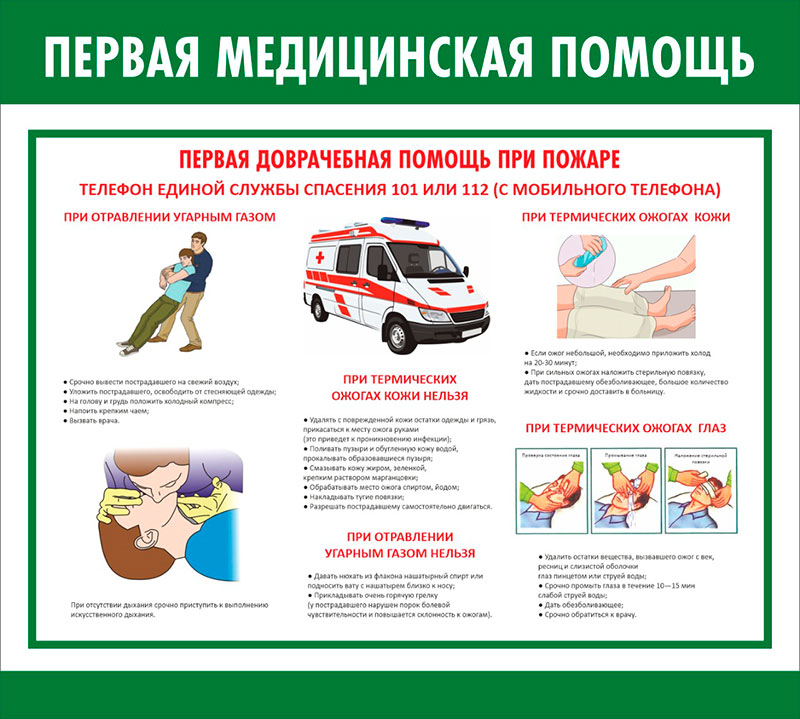 ПЕРВАЯ МЕДИЦИНСКАЯ ПОМОЩЬ
ПЕРВАЯ ДОВРАЧЕБНАЯ ПОМОЩЬ ПРИ ПОЖАРЕ
ТЕЛЕФОН ЕДИНОЙ СЛУЖБЫ СПАСЕНИЯ 101 ИЛИ 112 (С МОБИЛЬНОГО ТЕЛЕФОНА)
ПРИ ОТРАВЛЕНИИ УГАРНЫМ ГАЗОМ
● Срочно вывести пострадавшего на свежий воздух;
● Уложить пострадавшего, освободить от стесняющей одежды;
● На голову и грудь положить холодный компресс;
● Напоить крепким чаем;
● Вызвать врача.
При отсутствии дыхания срочно приступить к выполнению
искусственного дыхания.
ПРИ ТЕРМИЧЕСКИХ
ОЖОГАХ КОЖИ НЕЛЬЗЯ
● Удалять с поврежденной кожи остатки одежды и грязь,
прикасаться к месту ожога руками
(это приведет к проникновению инфекции);
● Поливать пузыри и обугленную кожу водой,
прокалывать образовавшиеся пузыри;
● Смазывать кожу жиром, зеленкой,
крепким раствором марганцовки;
● Обрабатывать место ожога спиртом, йодом;
● Накладывать тугие повязки;
● Разрешать пострадавшему самостоятельно двигаться.
ПРИ ОТРАВЛЕНИИ
УГАРНЫМ ГАЗОМ НЕЛЬЗЯ
● Давать нюхать из флакона нашатырный спирт или
подносить вату с нашатырем близко к носу;
● Прикладывать очень горячую грелку
(у пострадавшего нарушен порок болевой
чувствительности и повышается склонность к ожогам).
ПРИ ТЕРМИЧЕСКИХ ОЖОГАХ КОЖИ
● Если ожог небольшой, необходимо приложить холод
на 20-30 минут;
● При сильных ожогах наложить стерильную повязку,
дать пострадавшему обезболивающее, большое количество
жидкости и срочно доставить в больницу.
ПРИ ТЕРМИЧЕСКИХ ОЖОГАХ ГЛАЗ
Проверка состояния глаза
Промывание глаза
Наложение стерильной
повязки
● Удалить остатки вещества, вызвавшего ожог с век,
ресниц и слизистой оболочки
глаз пинцетом или струей воды;
● Срочно промыть глаза в течение 10—15 мин
слабой струей воды;
● Дать обезболивающее;
● Срочно обратиться к врачу.